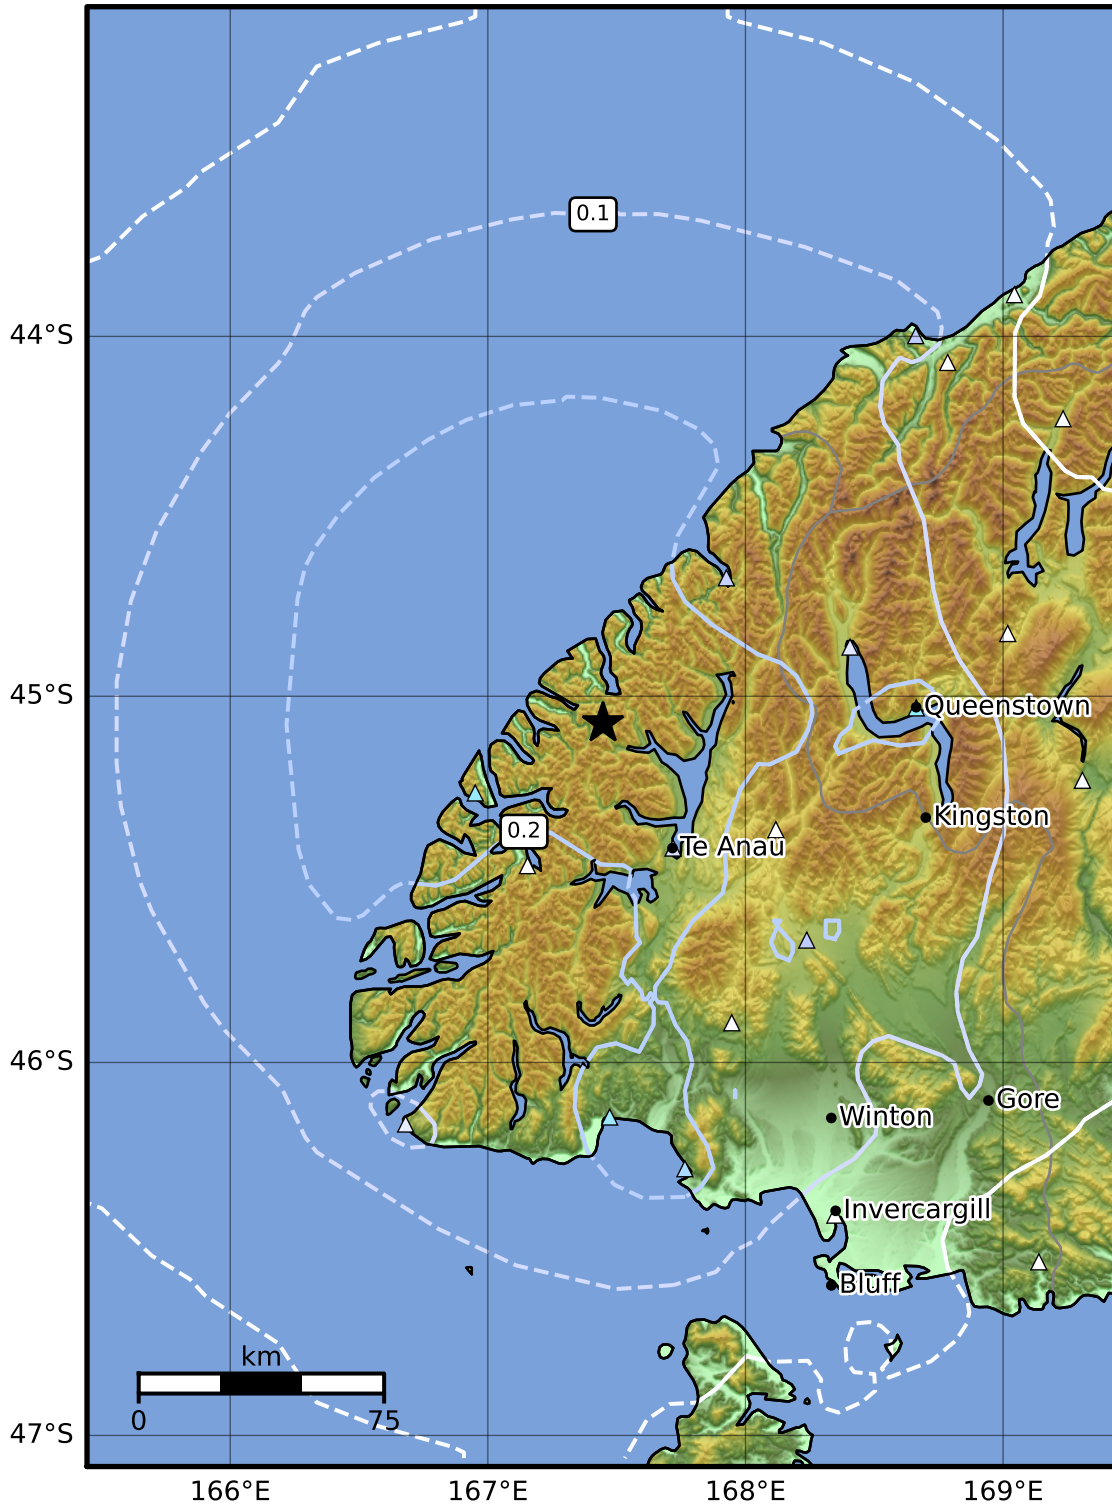 0.1
44°S
45°S
Queenstown
Kingston
0.2
Te Anau
46°S
Gore
Winton
Invercargill
Bluff
km
0 75
47°S
166°E 167°E 168°E 169°E